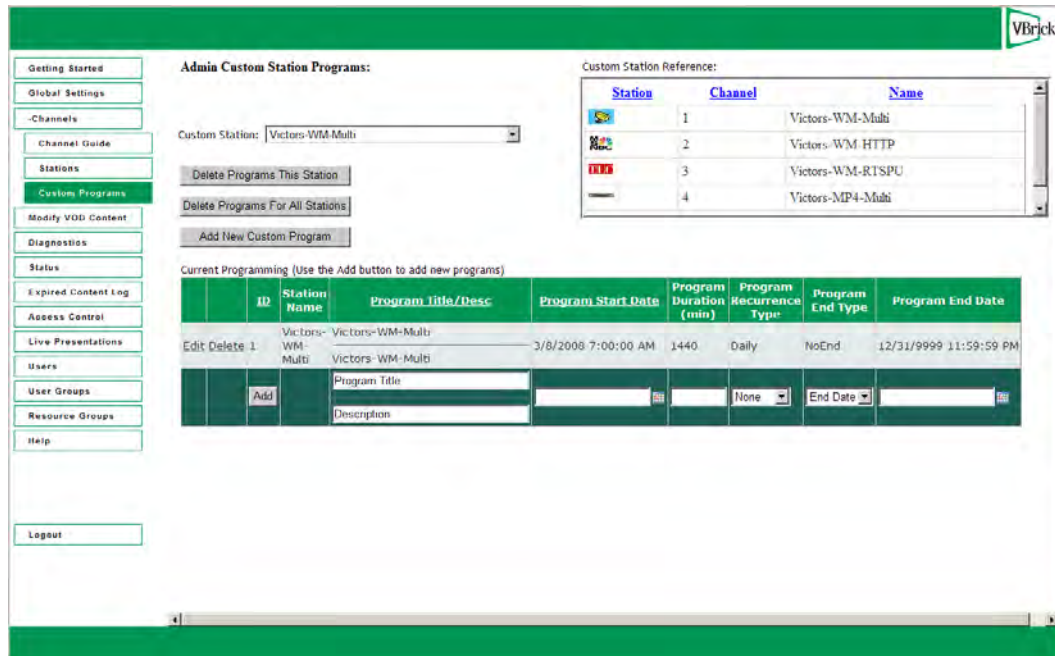 VBrick
Getting Started
Global Settings
-Channels
Channel Guide
Stations
Custom Programs
Modify VOD Content
Diagnostics
Status
Expired Content Log
Access Control
Live Presentations
Users
User Groups
Resource Groups
Help
Logout
Admin Custom Station Programs:
Custom Station: Victors-WM-Multi
Delete Programs This Station
Delete Programs For All Stations
Add New Custom Program
Custom Station Reference:
Station Channel Name
1 Victors-WM-Multi
2 Victors-WM-HTTP
3 Victors-WM-RTSPU
4 Victors-MP4-Multi
Current Programming (Use the Add button to add new programs)
ID Station Name Program Title/Desc Program Start Date Program Duration (min) Program Recurrence Type Program End Type Program End Date
Edit Delete 1 Victors-WM-Multi Victors-WM-Multi Victors-WM-Multi 3/8/2008 7:00:00 AM 1440 Daily NoEnd 12/31/9999 11:59:59 PM
Add Program Title Description None End Date